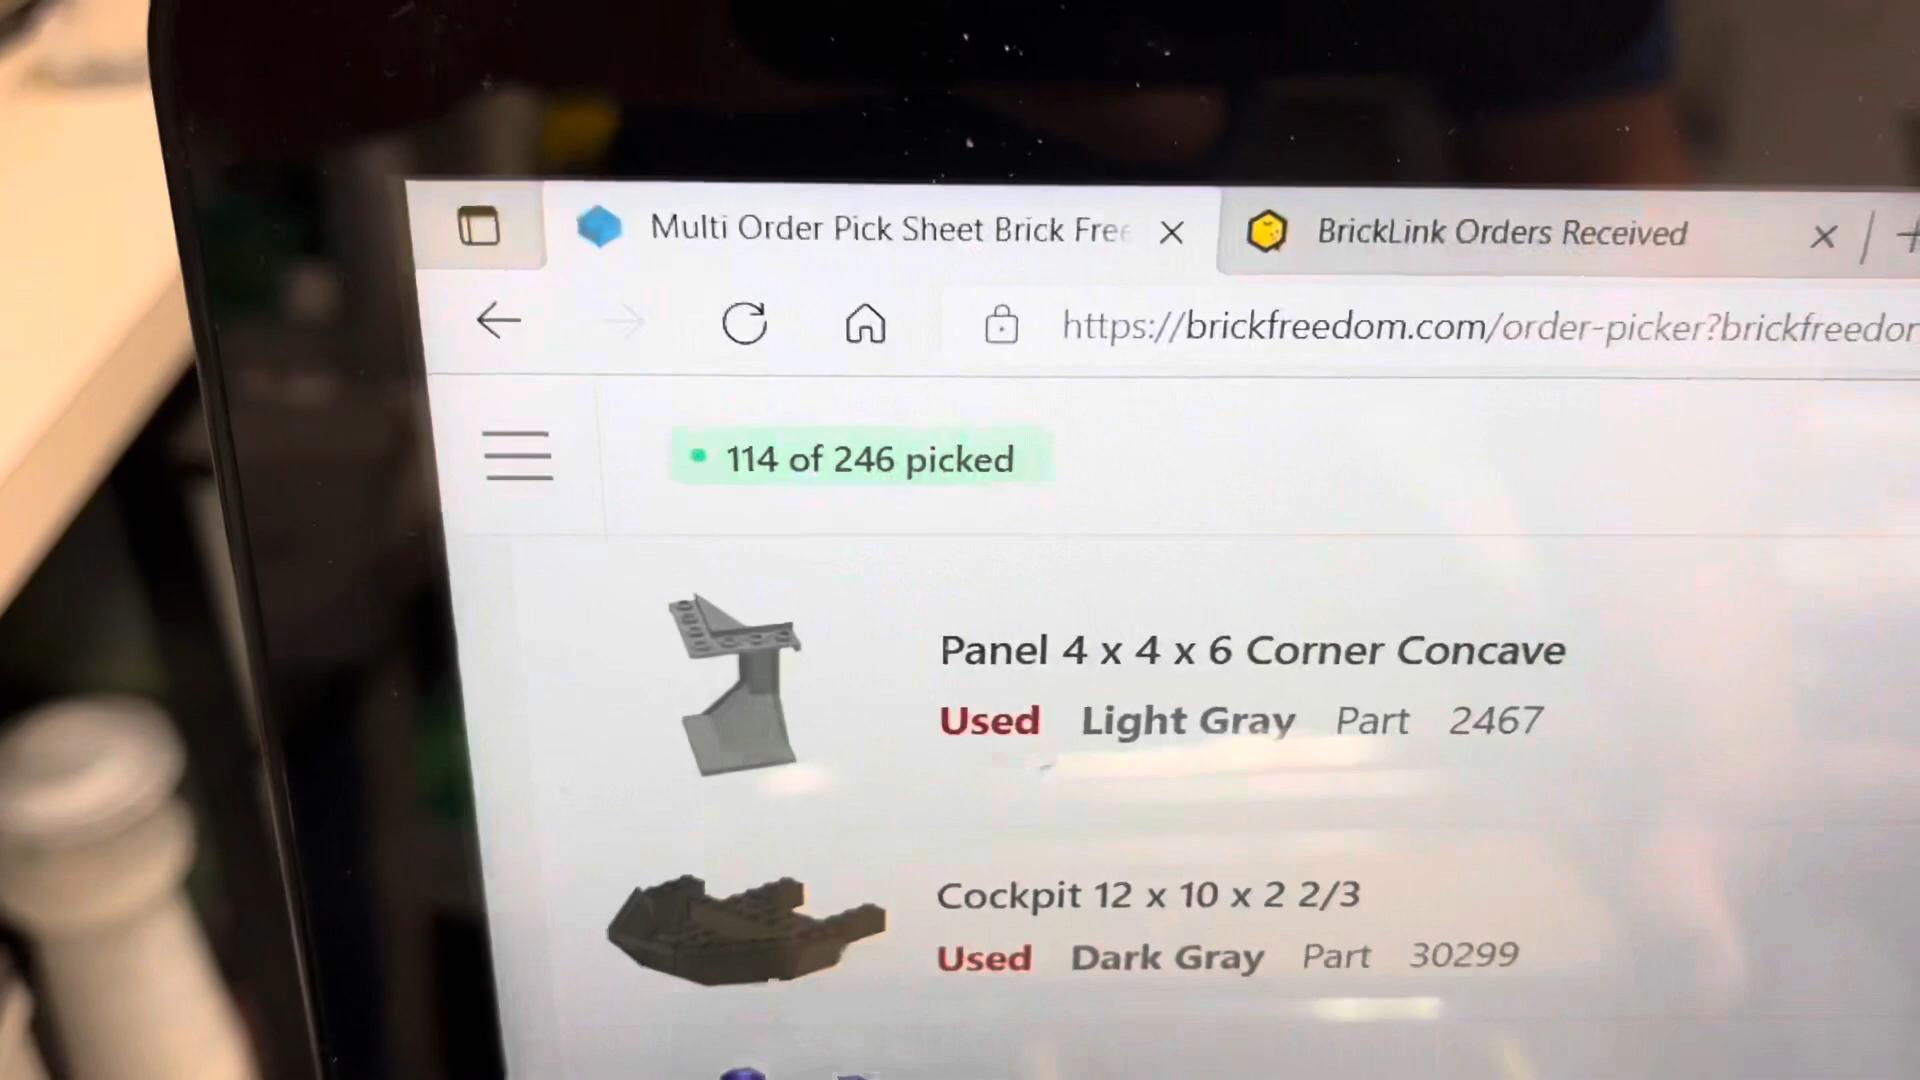 Multi Order Pick Sheet Brick Free
BrickLink Orders Received
https://brickfreedom.com/order-picker?brickfreedor
114 of 246 picked
Panel 4 x 4 x 6 Corner Concave
Used Light Gray Part 2467
Cockpit 12 x 10 x 2 2/3
Used Dark Gray Part 30299